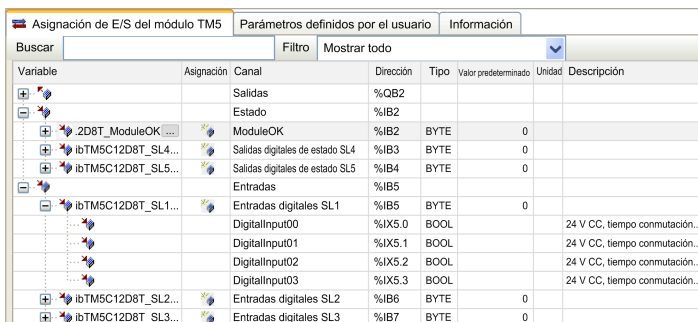 Asignación de E/S del módulo TM5 Parámetros definidos por el usuario Información
Buscar Filtro Mostrar todo
Variable Asignación Canal Dirección Tipo Valor predeterminado Unidad Descripción
Salidas %QB2
Estado %IB2
.2D8T_ModuleOK ... ModuleOK %IB2 BYTE 0
ibTM5C12D8T_SL4... Salidas digitales de estado SL4 %IB3 BYTE 0
ibTM5C12D8T_SL5... Salidas digitales de estado SL5 %IB4 BYTE 0
Entradas %IB5
ibTM5C12D8T_SL1... Entradas digitales SL1 %IB5 BYTE 0
DigitalInput00 %IX5.0 BOOL 24 V CC, tiempo conmutación...
DigitalInput01 %IX5.1 BOOL 24 V CC, tiempo conmutación...
DigitalInput02 %IX5.2 BOOL 24 V CC, tiempo conmutación...
DigitalInput03 %IX5.3 BOOL 24 V CC, tiempo conmutación...
ibTM5C12D8T_SL2... Entradas digitales SL2 %IB6 BYTE 0
ibTM5C12D8T_SL3... Entradas digitales SL3 %IB7 BYTE 0